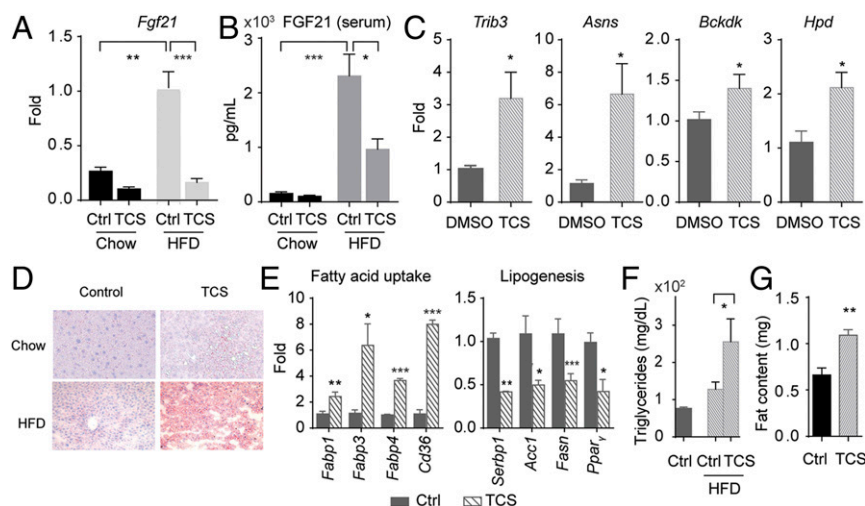 A
Fgf21
** ***
Fold
1.5
1.0
0.5
0.0
Ctrl TCS Ctrl TCS
Chow HFD
B
×10³ FGF21 (serum)
*** *
pg/mL
3
2
1
0
Ctrl TCS Ctrl TCS
Chow HFD
C
Trib3 Asns Bckdk Hpd
Fold
5
4
3
2
1
0
*
DMSO TCS
10
8
6
4
2
0
*
DMSO TCS
2.0
1.5
1.0
0.5
0.0
*
DMSO TCS
3
2
1
0
*
DMSO TCS
D
Control TCS
Chow
HFD
E
Fatty acid uptake
Fold
10
8
6
4
2
0
** * *** ***
Fabp1 Fabp3 Fabp4 Cd36
Lipogenesis
1.5
1.0
0.5
0.0
** * *** *
Serbp1 Acc1 Fasn Pparγ
Ctrl TCS
F
×10²
Triglycerides (mg/dL)
4
3
2
1
0
*
Ctrl Ctrl TCS
HFD
G
Fat content (mg)
1.5
1.0
0.5
0.0
**
Ctrl TCS